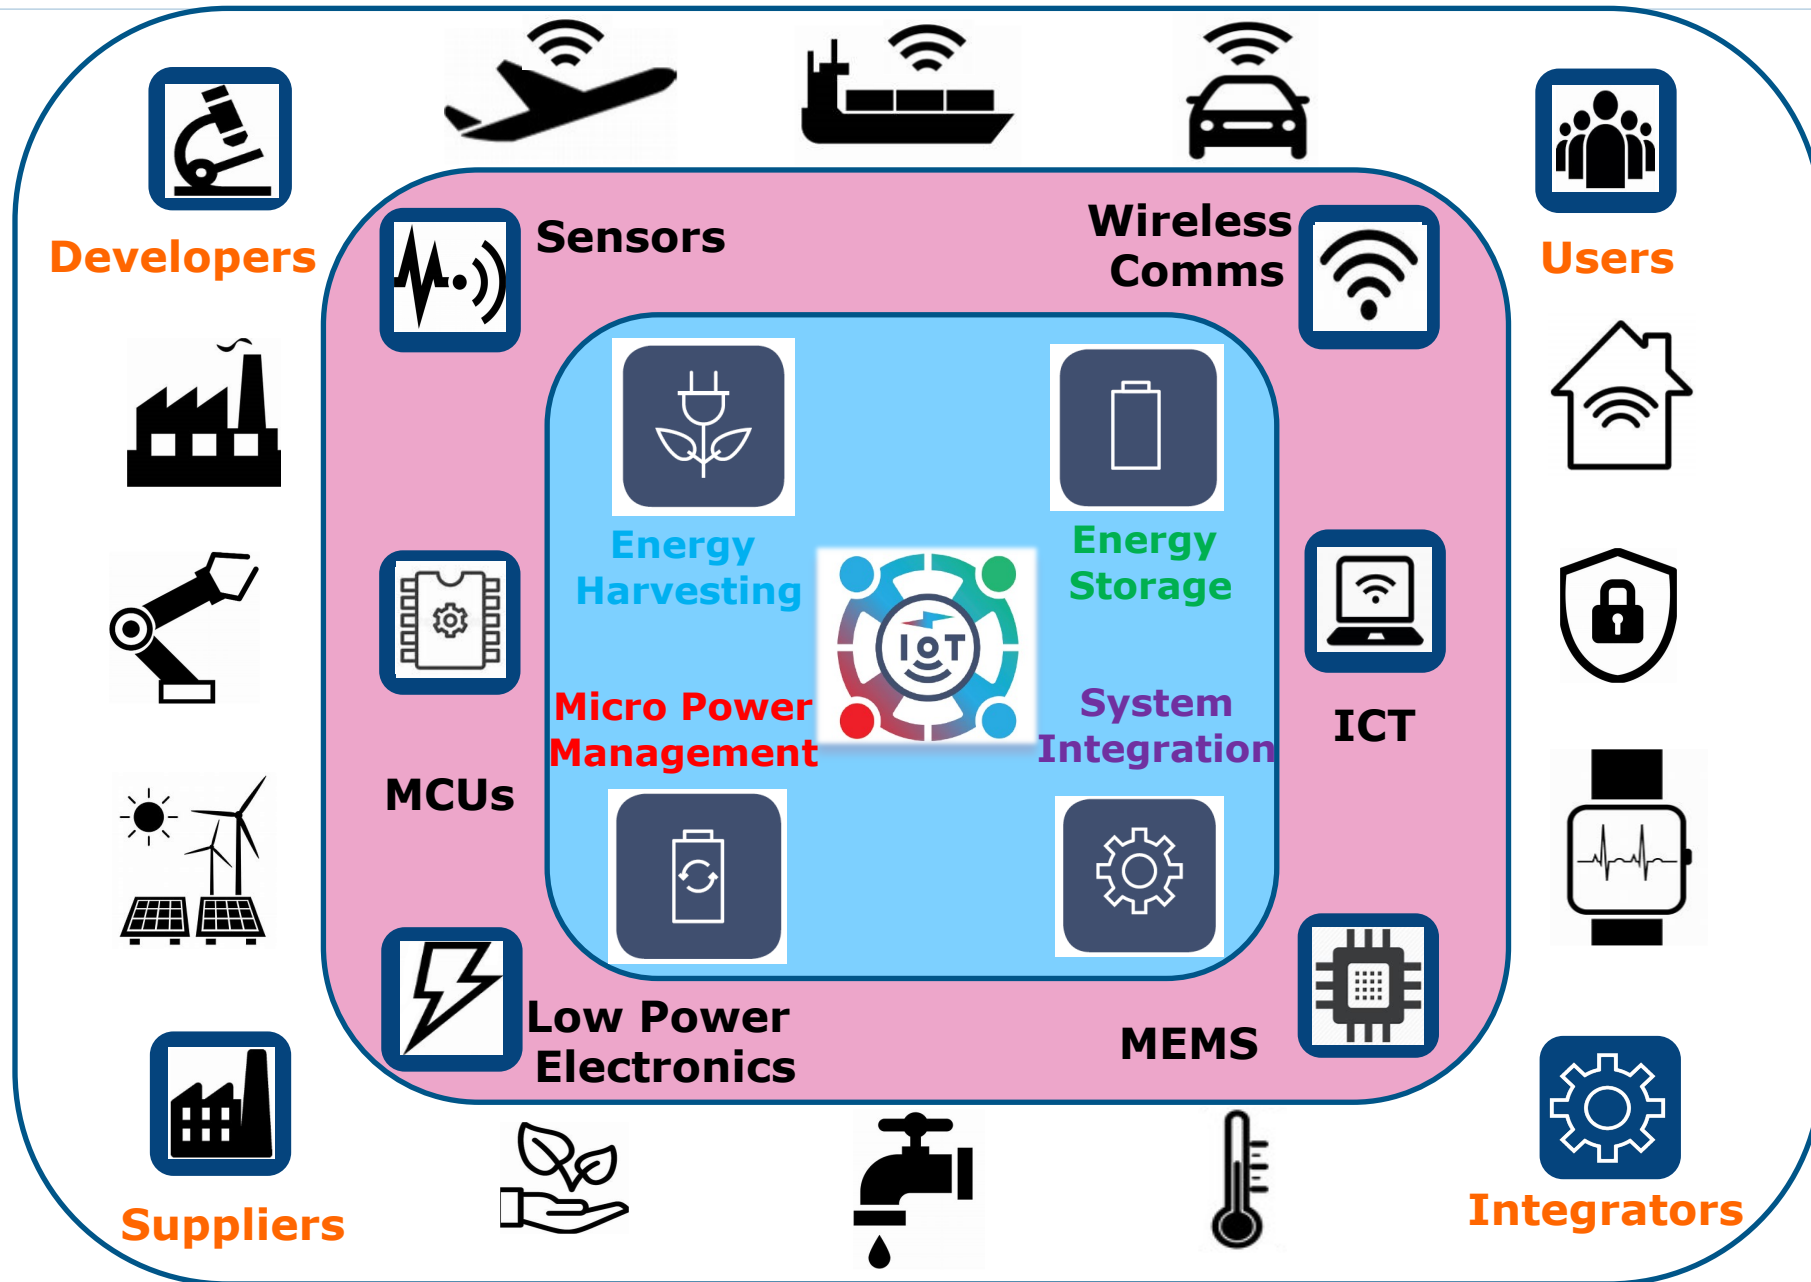 Developers
Users
Sensors
Wireless
Comms
Energy
Harvesting
Energy
Storage
IoT
Micro Power
Management
System
Integration
MCUs
ICT
Low Power
Electronics
MEMS
Suppliers
Integrators